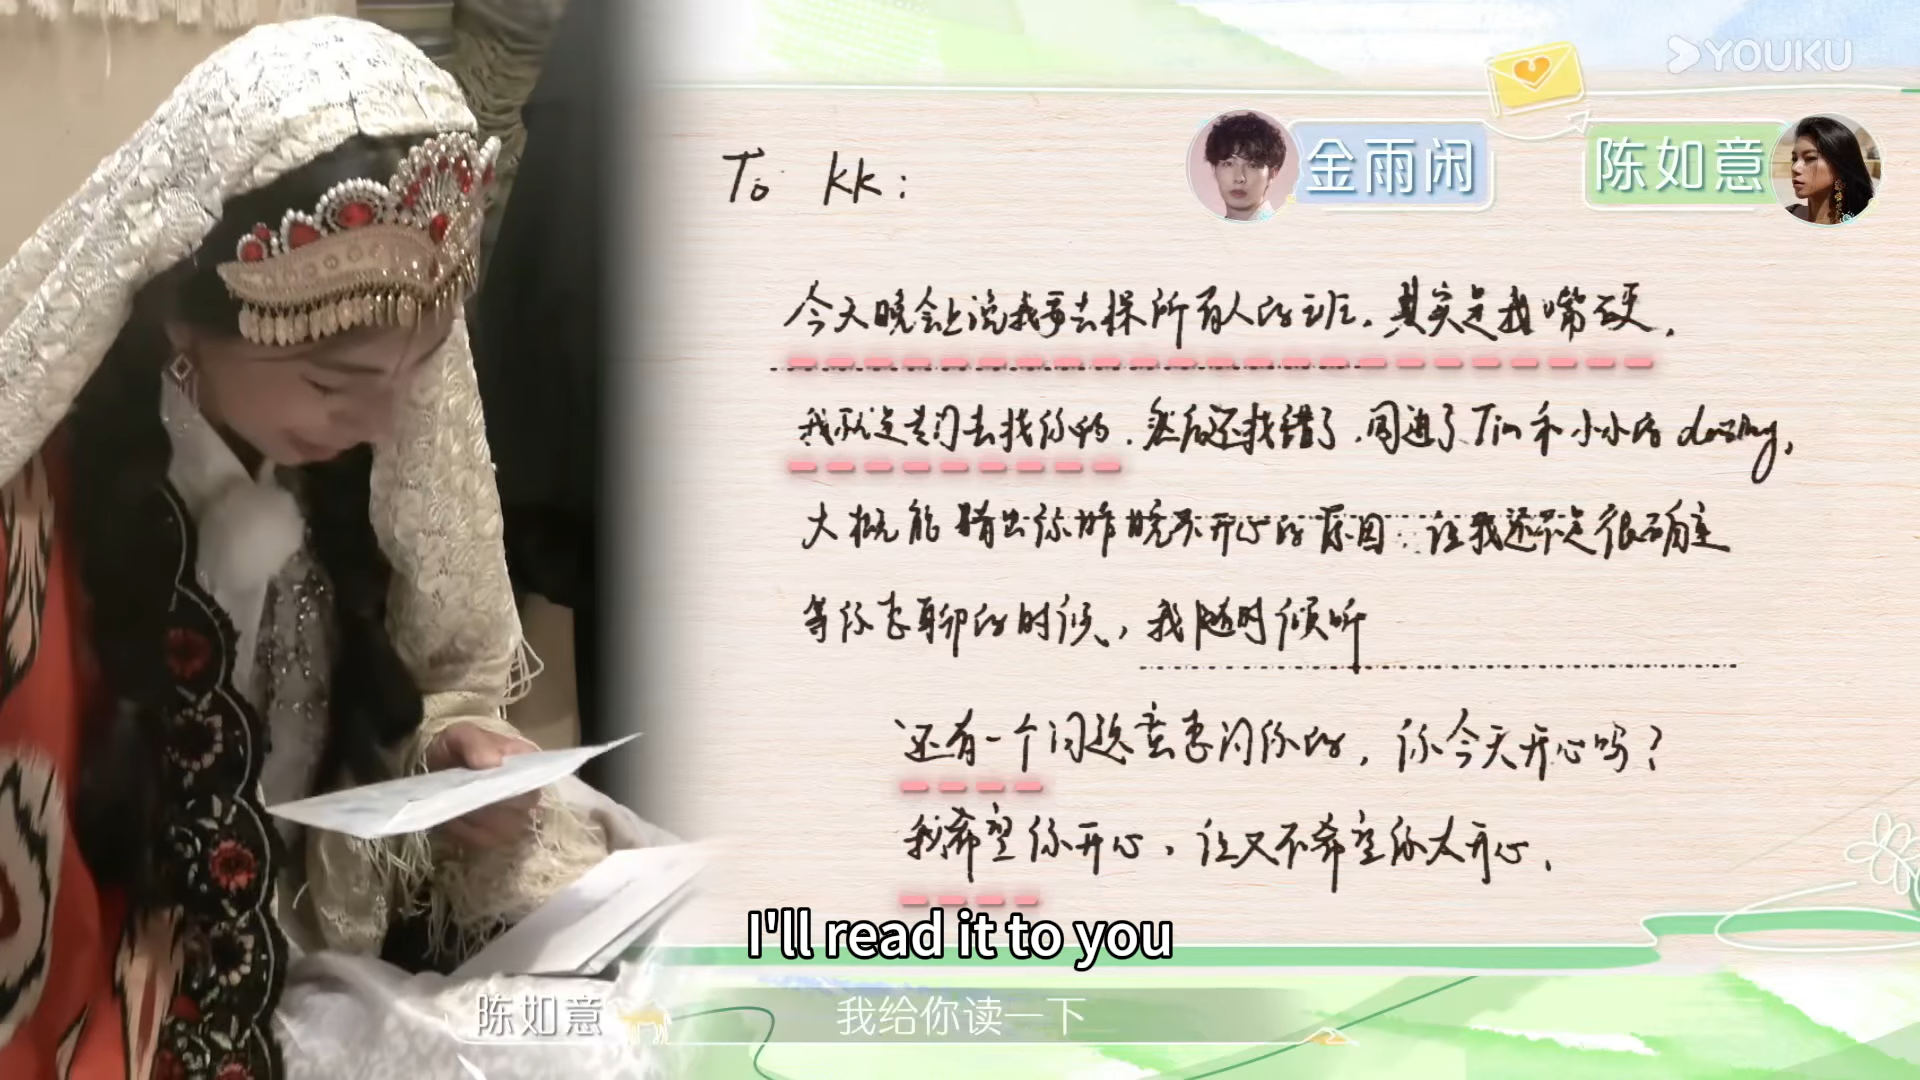 YOUKU
金雨闲
陈如意
To KK:
今天晚会上说我要去探所有人的班，其实是我嘴硬，
我就是专门去找你的，然后还找错了，闯进了Tim和小小的dating，
大概能猜出你昨晚不开心的原因，但我还不是很确定
等你来聊的时候，我随时倾听
还有一个问题要问你的，你今天开心吗？
我希望你开心，但又不希望你太开心．
I'll read it to you
陈如意
我给你读一下